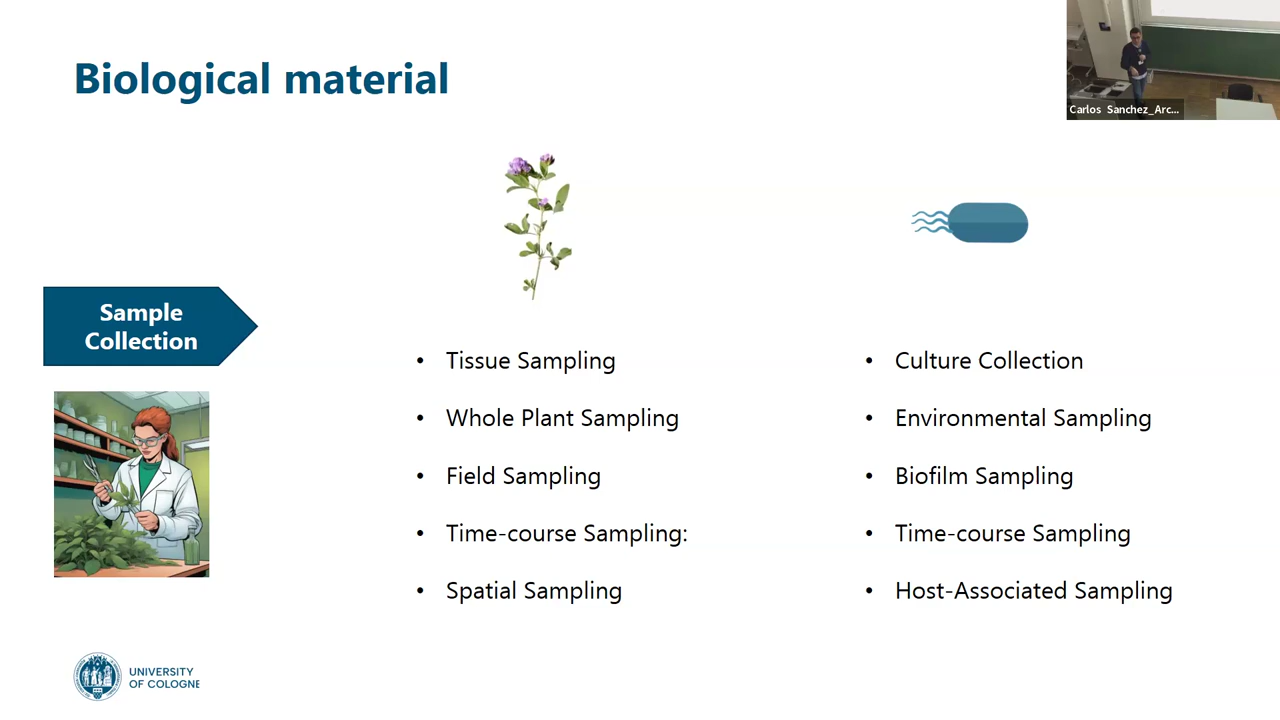 Biological material
Carlos Sanchez_Arc...
Sample
Collection
• Tissue Sampling
• Whole Plant Sampling
• Field Sampling
• Time-course Sampling:
• Spatial Sampling
• Culture Collection
• Environmental Sampling
• Biofilm Sampling
• Time-course Sampling
• Host-Associated Sampling
UNIVERSITY
OF COLOGNE